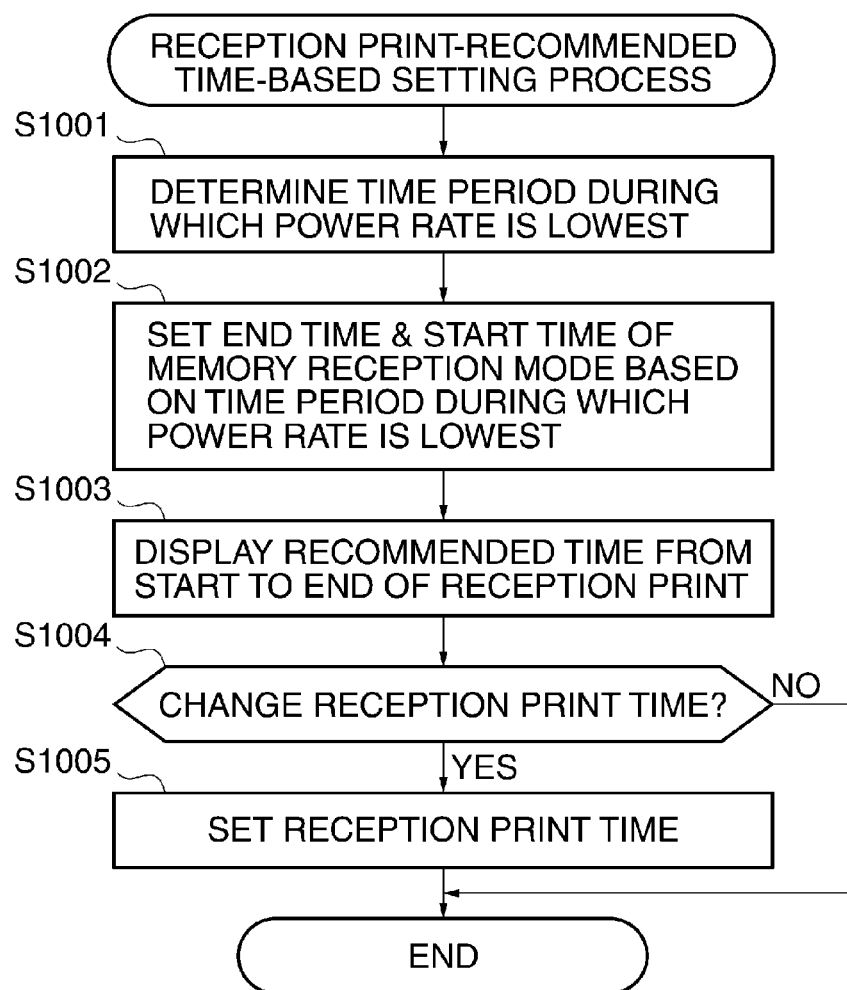 RECEPTION PRINT-RECOMMENDED
TIME-BASED SETTING PROCESS
S1001
DETERMINE TIME PERIOD DURING
WHICH POWER RATE IS LOWEST
S1002
SET END TIME & START TIME OF
MEMORY RECEPTION MODE BASED
ON TIME PERIOD DURING WHICH
POWER RATE IS LOWEST
S1003
DISPLAY RECOMMENDED TIME FROM
START TO END OF RECEPTION PRINT
S1004
CHANGE RECEPTION PRINT TIME?
NO
YES
S1005
SET RECEPTION PRINT TIME
END